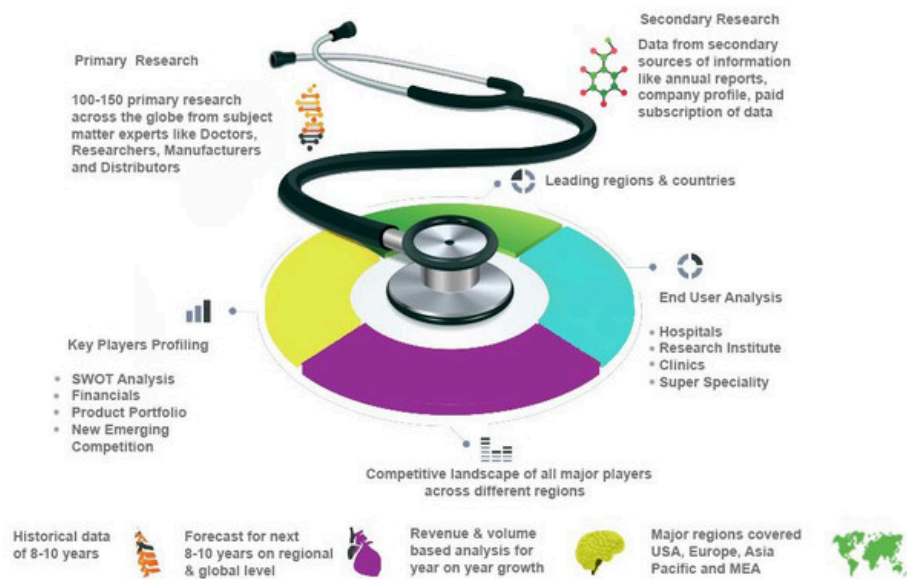 Primary Research
100-150 primary research
across the globe from subject
matter experts like Doctors,
Researchers, Manufacturers
and Distributors
Secondary Research
Data from secondary
sources of information
like annual reports,
company profile, paid
subscription of data
Leading regions & countries
End User Analysis
Hospitals
Research Institute
Clinics
Super Speciality
Key Players Profiling
SWOT Analysis
Financials
Product Portfolio
New Emerging
Competition
Competitive landscape of all major players
across different regions
Historical data
of 8-10 years
Forecast for next
8-10 years on regional
& global level
Revenue & volume
based analysis for
year on year growth
Major regions covered
USA, Europe, Asia
Pacific and MEA